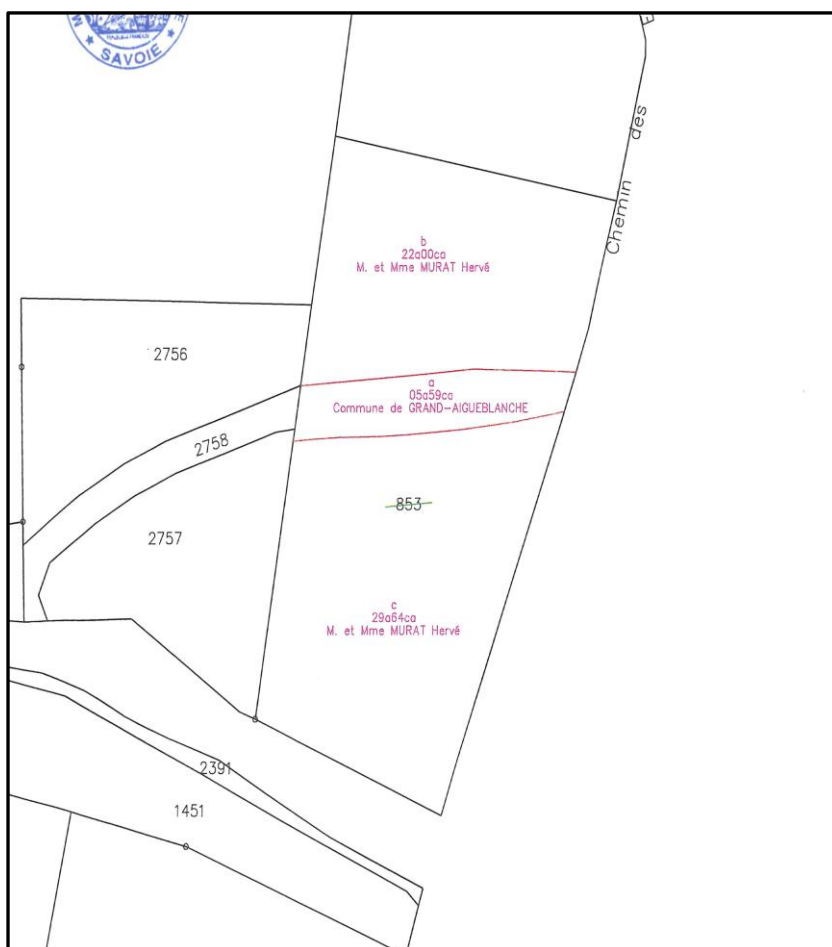 SAVOIE
des
Chemin
b
22a00ca
M. et Mme MURAT Hervé
2756
a
05a59ca
Commune de GRAND-AIGUEBLANCHE
2758
853
2757
c
29a64ca
M. et Mme MURAT Hervé
2391
1451